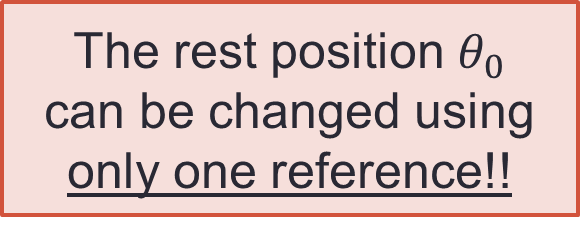 The rest position θ₀
can be changed using
only one reference!!